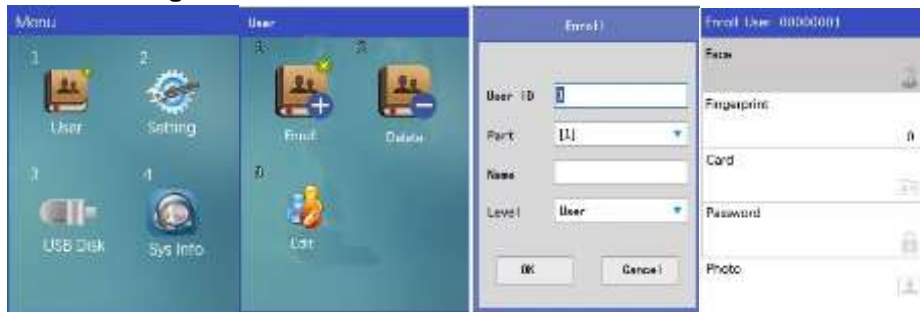 Menu
1
2
User
Setting
3
4
USB Disk
Sys Info
User
Enroll
Delete
Edit
Enroll
User ID
Part
[1]
Name
Level
User
OK
Cancel
Enroll User 00000001
Face
Fingerprint
0
Card
Password
Photo